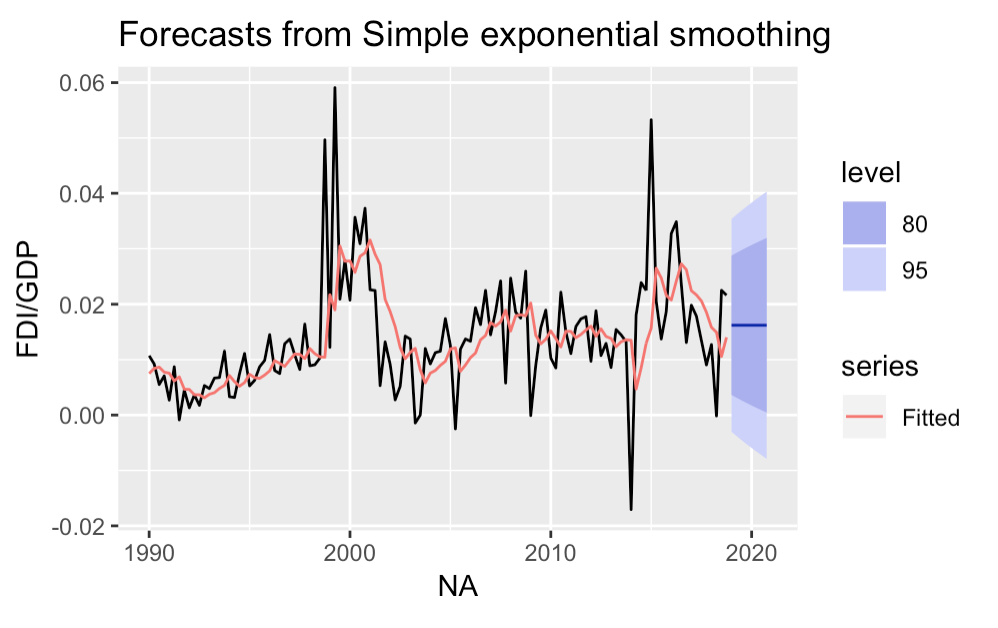 Forecasts from Simple exponential smoothing
FDI/GDP
0.06
0.04
0.02
0.00
-0.02
1990
2000
2010
2020
NA
level
80
95
series
Fitted